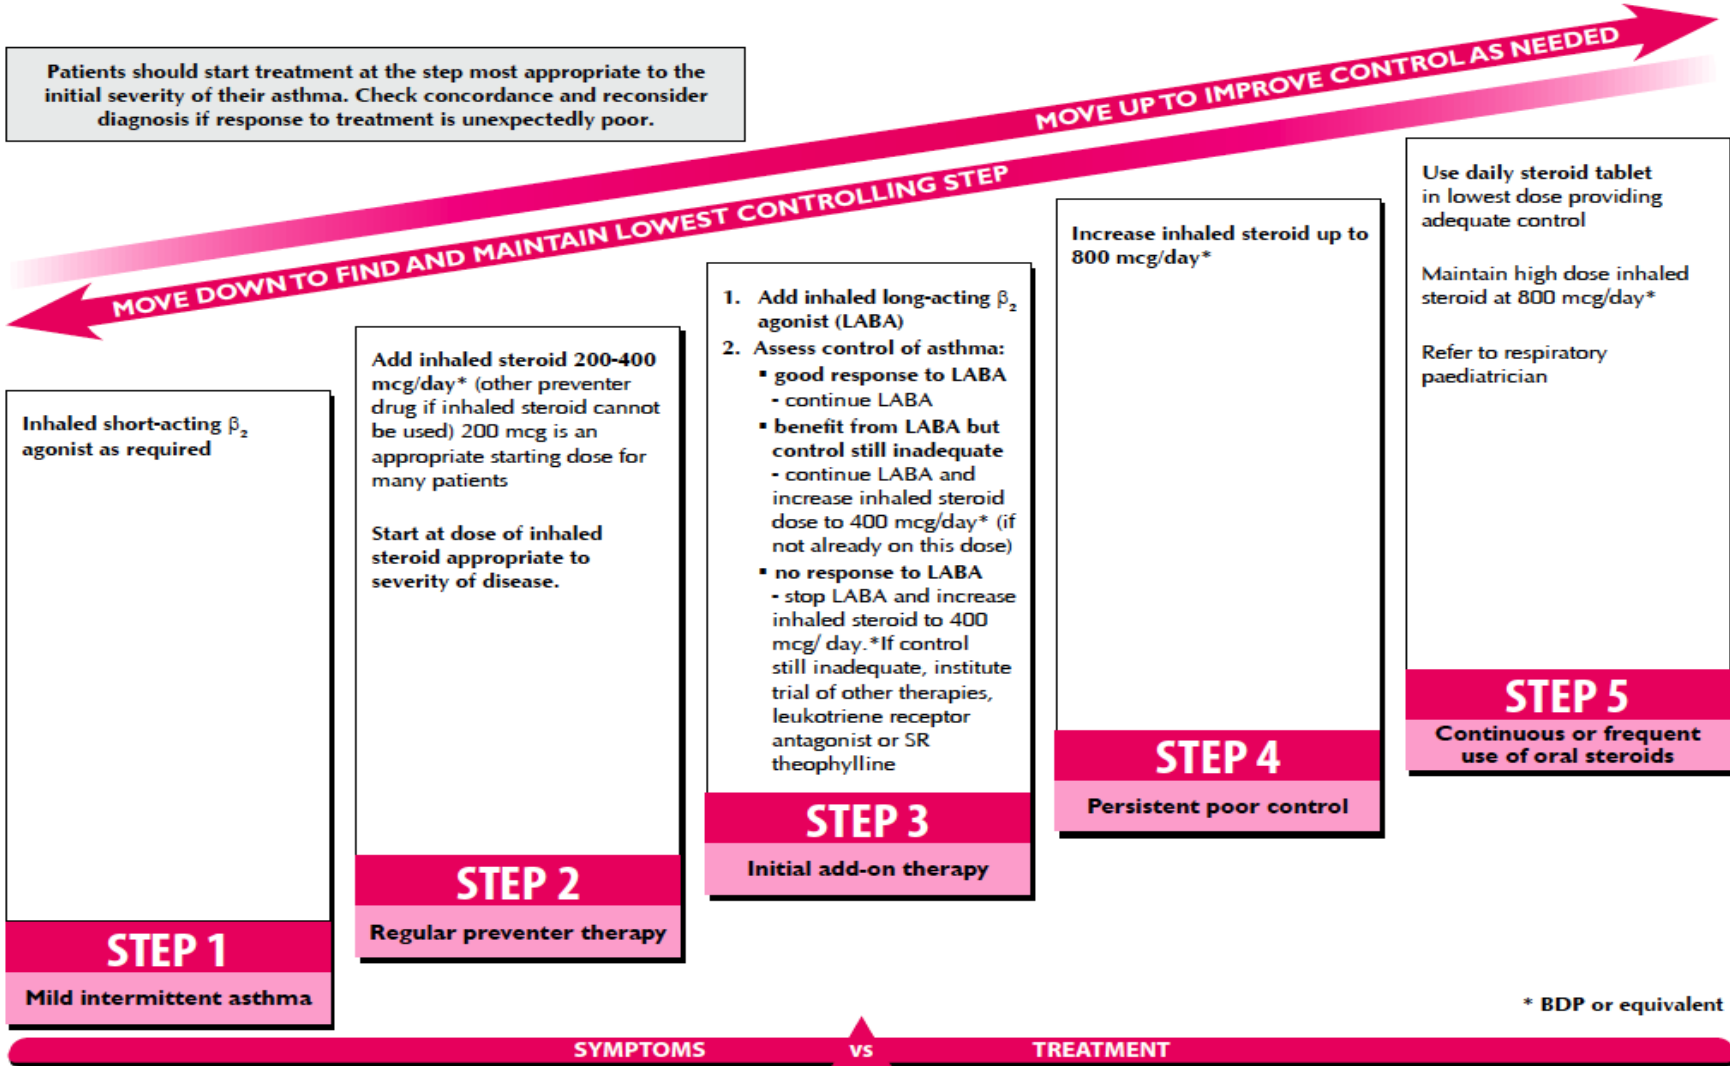 Patients should start treatment at the step most appropriate to the
initial severity of their asthma. Check concordance and reconsider
diagnosis if response to treatment is unexpectedly poor.
MOVE UP TO IMPROVE CONTROL AS NEEDED
MOVE DOWN TO FIND AND MAINTAIN LOWEST CONTROLLING STEP
Inhaled short-acting β₂
agonist as required
STEP 1
Mild intermittent asthma
Add inhaled steroid 200-400
mcg/day* (other preventer
drug if inhaled steroid cannot
be used) 200 mcg is an
appropriate starting dose for
many patients
Start at dose of inhaled
steroid appropriate to
severity of disease.
STEP 2
Regular preventer therapy
1. Add inhaled long-acting β₂
agonist (LABA)
2. Assess control of asthma:
▪ good response to LABA
- continue LABA
▪ benefit from LABA but
control still inadequate
- continue LABA and
increase inhaled steroid
dose to 400 mcg/day* (if
not already on this dose)
▪ no response to LABA
- stop LABA and increase
inhaled steroid to 400
mcg/ day.*If control
still inadequate, institute
trial of other therapies,
leukotriene receptor
antagonist or SR
theophylline
STEP 3
Initial add-on therapy
Increase inhaled steroid up to
800 mcg/day*
STEP 4
Persistent poor control
Use daily steroid tablet
in lowest dose providing
adequate control
Maintain high dose inhaled
steroid at 800 mcg/day*
Refer to respiratory
paediatrician
STEP 5
Continuous or frequent
use of oral steroids
* BDP or equivalent
SYMPTOMS vs TREATMENT